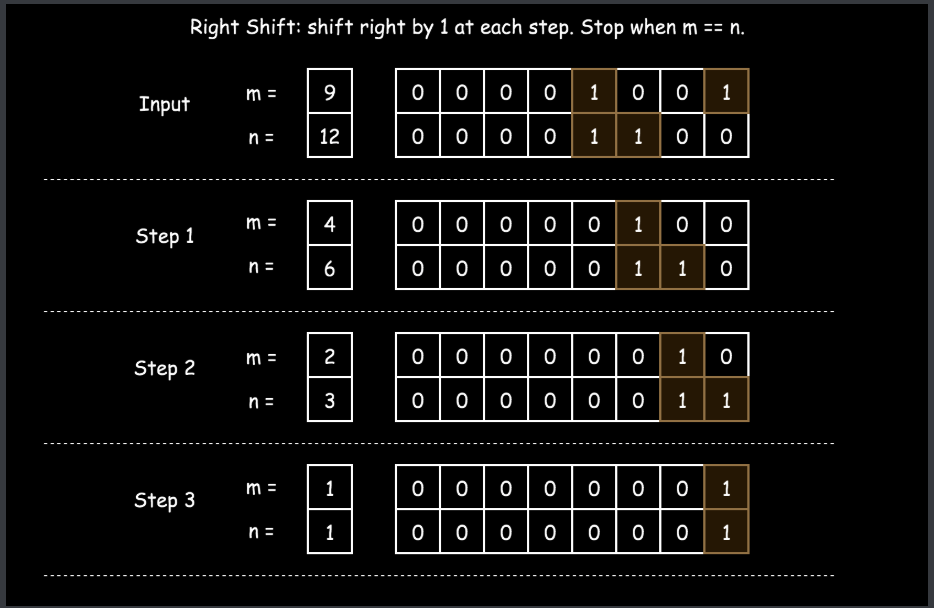 Right Shift: shift right by 1 at each step. Stop when m == n.
Input
m = 9 0 0 0 0 1 0 0 1
n = 12 0 0 0 0 1 1 0 0
Step 1
m = 4 0 0 0 0 0 1 0 0
n = 6 0 0 0 0 0 1 1 0
Step 2
m = 2 0 0 0 0 0 0 1 0
n = 3 0 0 0 0 0 0 1 1
Step 3
m = 1 0 0 0 0 0 0 0 1
n = 1 0 0 0 0 0 0 0 1